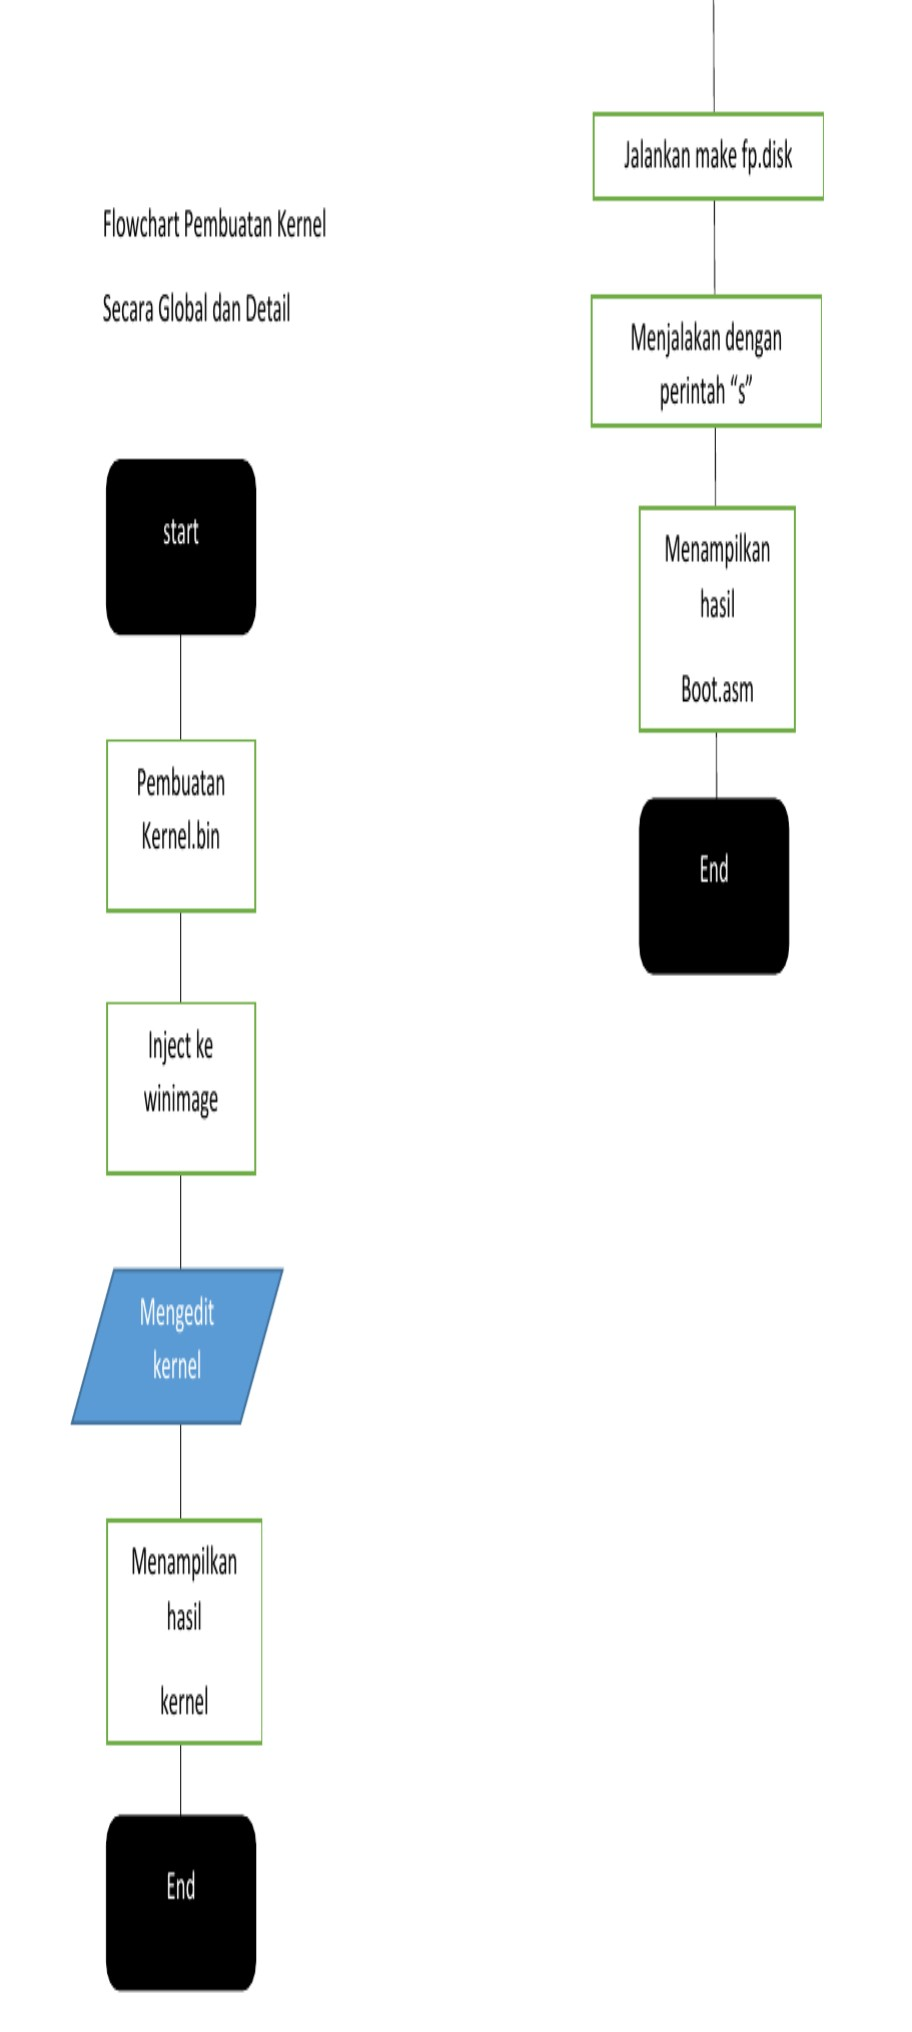 Flowchart Pembuatan Kernel
Secara Global dan Detail
start
Pembuatan
Kernel.bin
Inject ke
winimage
Mengedit
kernel
Menampilkan
hasil
kernel
End
Jalankan make fp.disk
Menjalakan dengan
perintah “s”
Menampilkan
hasil
Boot.asm
End